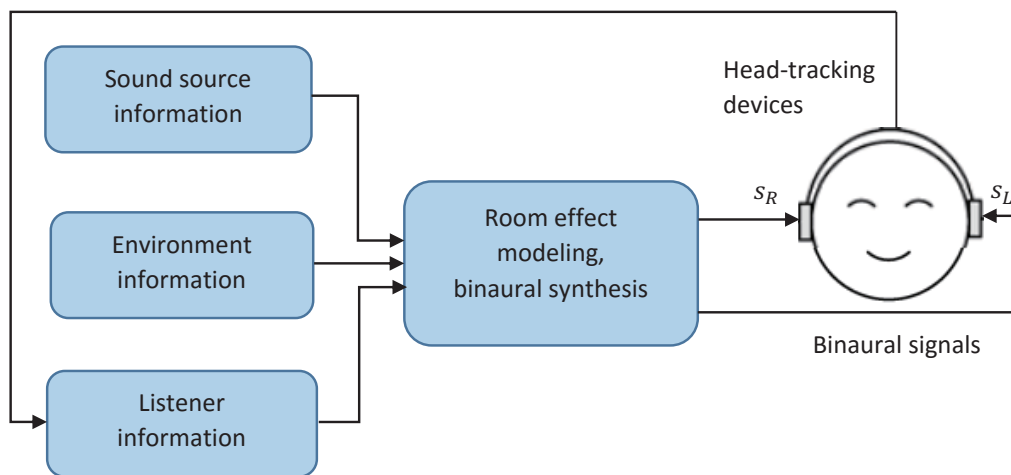 Sound source
information
Environment
information
Listener
information
Room effect
modeling,
binaural synthesis
Head-tracking
devices
s_R
s_L
Binaural signals